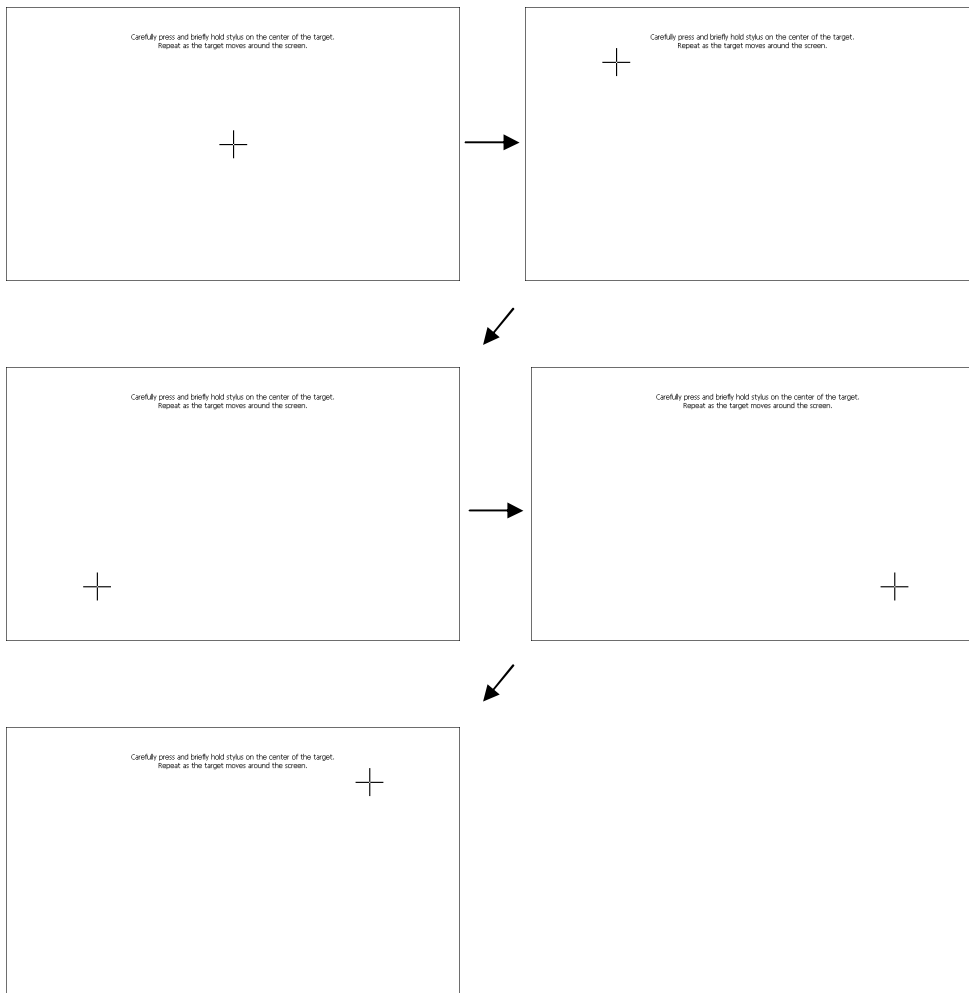 Carefully press and briefly hold stylus on the center of the target.
Repeat as the target moves around the screen.
Carefully press and briefly hold stylus on the center of the target.
Repeat as the target moves around the screen.
Carefully press and briefly hold stylus on the center of the target.
Repeat as the target moves around the screen.
Carefully press and briefly hold stylus on the center of the target.
Repeat as the target moves around the screen.
Carefully press and briefly hold stylus on the center of the target.
Repeat as the target moves around the screen.